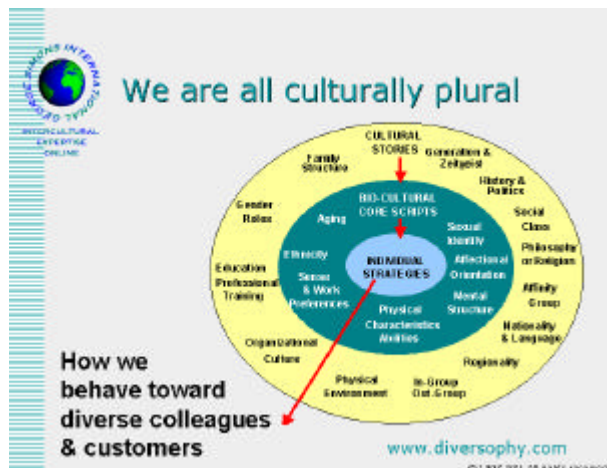 We are all culturally plural
GEORGE SIMONS INTERNATIONAL
INTERCULTURAL
EXPERTISE
ONLINE
CULTURAL
STORIES
Family
Structure
Generation &
Zeitgeist
History &
Politics
Gender
Roles
Social
Class
Philosophy
or Religion
Education
Professional
Training
Affinity
Group
Nationality
& Language
Organizational
Culture
Regionality
Physical
Environment
In-Group
Out-Group
BIO-CULTURAL
CORE SCRIPTS
Aging
Sexual
Identity
Ethnicity
Affectional
Orientation
& Work
Preferences
Mental
Structure
Physical
Characteristics
Abilities
INDIVIDUAL
STRATEGIES
How we
behave toward
diverse colleagues
& customers
www.diversophy.com